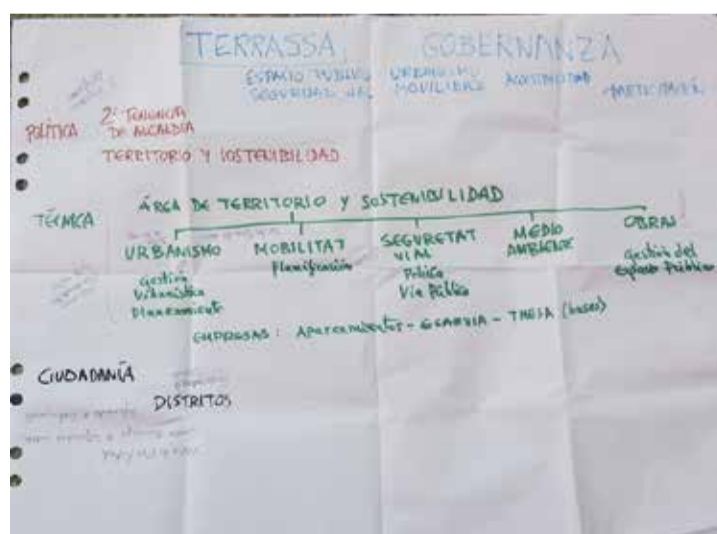 TERRASSA GOBERNANZA
ESPACIO PÚBLICO URBANISMO
SEGURIDAD VIAL MOVILIDAD PARTICIPACIÓN
POLÍTICA 2ª TENENCIA
DE ALCALDÍA
TERRITORIO Y SOSTENIBILIDAD
TÉCNICA ÁREA DE TERRITORIO Y SOSTENIBILIDAD
URBANISMO MOBILITAT SEGURETAT VIAL MEDIO AMBIENTE OBRAS
Gestión Urbanística Planeamiento
Planificación
Policía Vía Pública
Gestión del Espacio Público
EMPRESAS: Aparcamientos - EGARVIA - TMESA (buses)
CIUDADANÍA
DISTRITOS